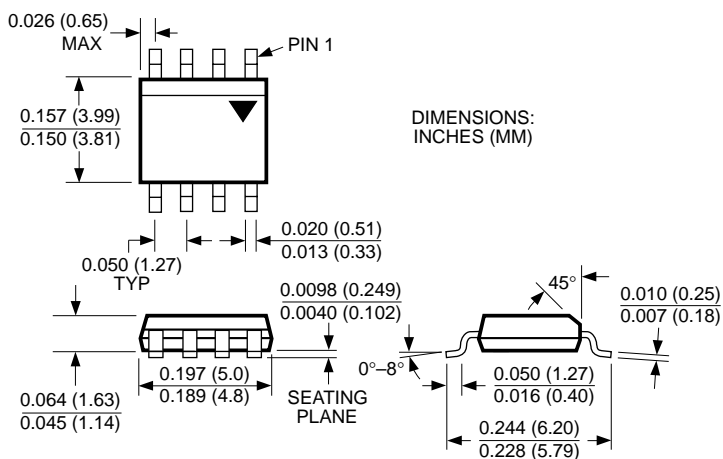 0.026 (0.65)
MAX
PIN 1
0.157 (3.99)
0.150 (3.81)
DIMENSIONS:
INCHES (MM)
0.020 (0.51)
0.013 (0.33)
0.050 (1.27)
TYP
0.0098 (0.249)
0.0040 (0.102)
45°
0.010 (0.25)
0.007 (0.18)
0°–8°
0.197 (5.0)
0.189 (4.8)
SEATING
PLANE
0.050 (1.27)
0.016 (0.40)
0.064 (1.63)
0.045 (1.14)
0.244 (6.20)
0.228 (5.79)